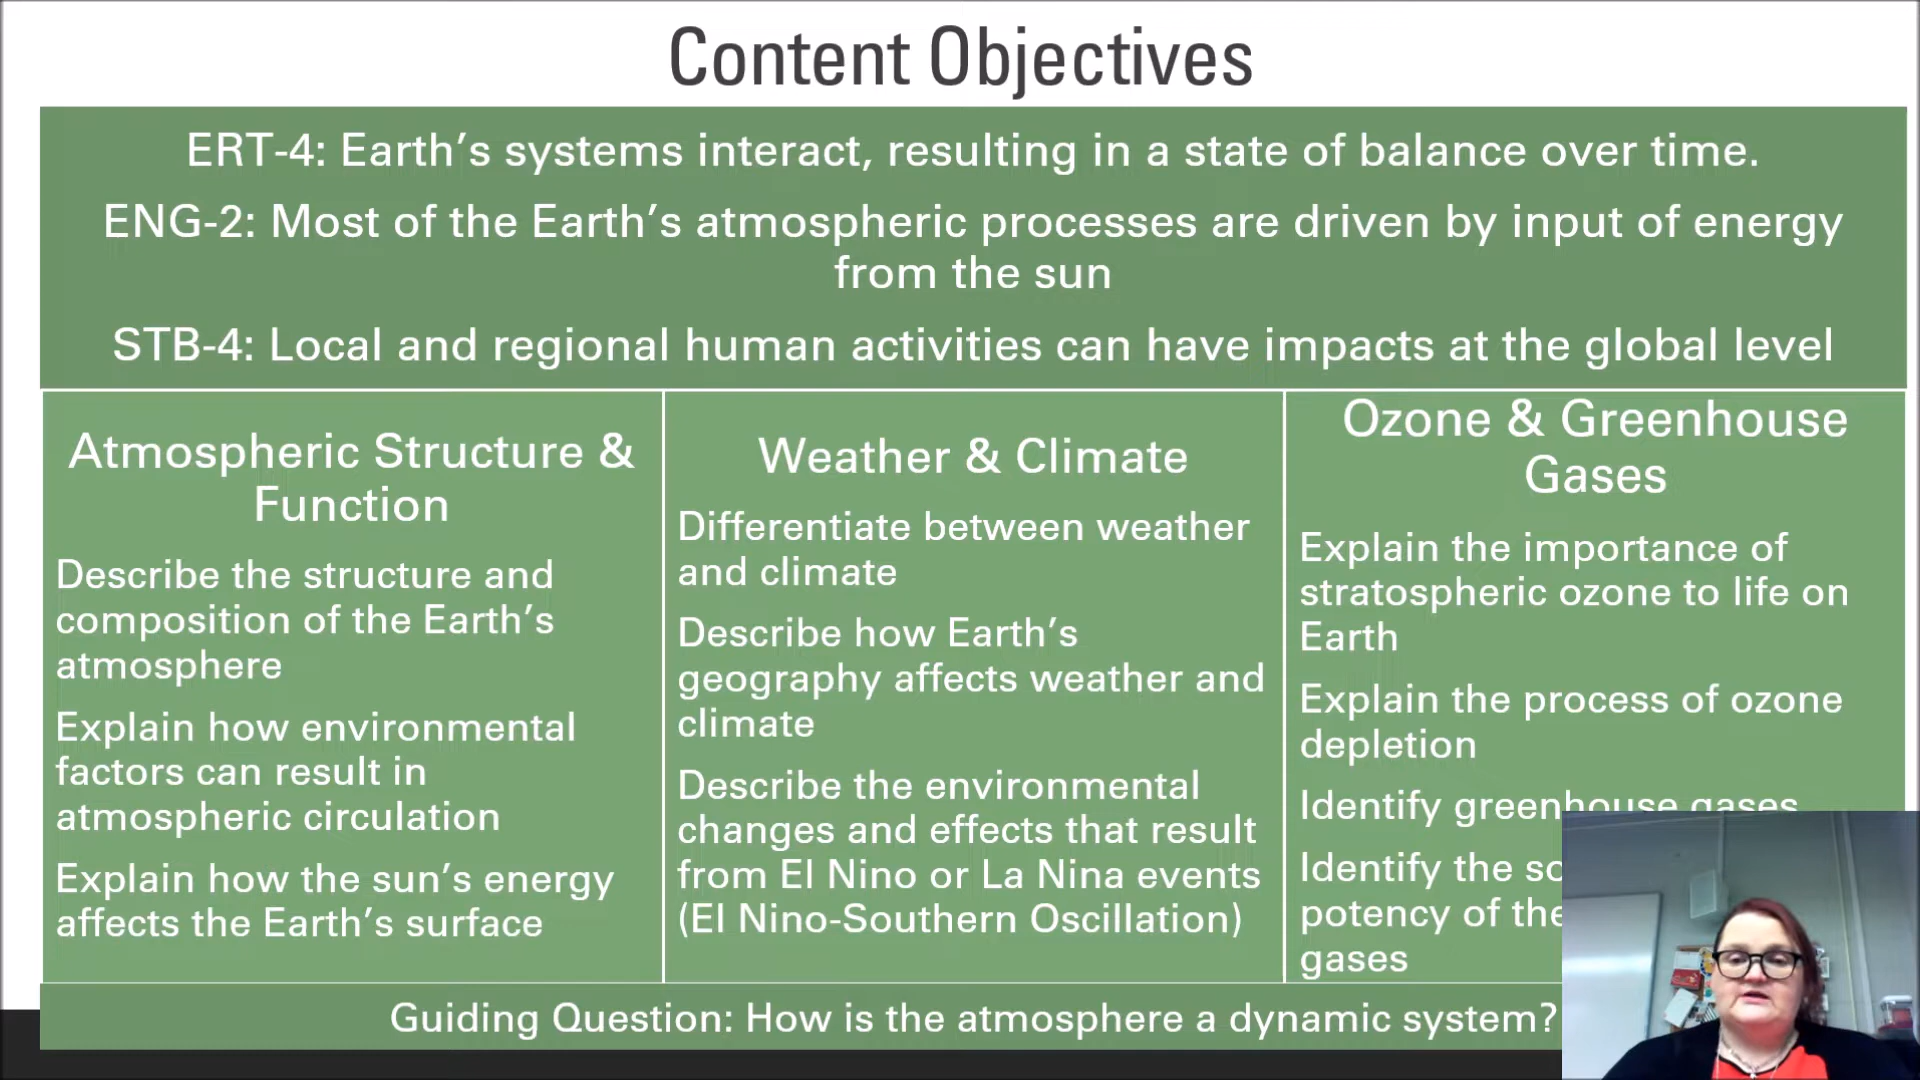 Content Objectives
ERT-4: Earth’s systems interact, resulting in a state of balance over time.
ENG-2: Most of the Earth’s atmospheric processes are driven by input of energy
from the sun
STB-4: Local and regional human activities can have impacts at the global level
Atmospheric Structure &
Function
Describe the structure and
composition of the Earth’s
atmosphere
Explain how environmental
factors can result in
atmospheric circulation
Explain how the sun’s energy
affects the Earth’s surface
Weather & Climate
Differentiate between weather
and climate
Describe how Earth’s
geography affects weather and
climate
Describe the environmental
changes and effects that result
from El Nino or La Nina events
(El Nino-Southern Oscillation)
Ozone & Greenhouse
Gases
Explain the importance of
stratospheric ozone to life on
Earth
Explain the process of ozone
depletion
Identify greenhouse gases
Identify the
potency of
gases
Guiding Question: How is the atmosphere a dynamic system?